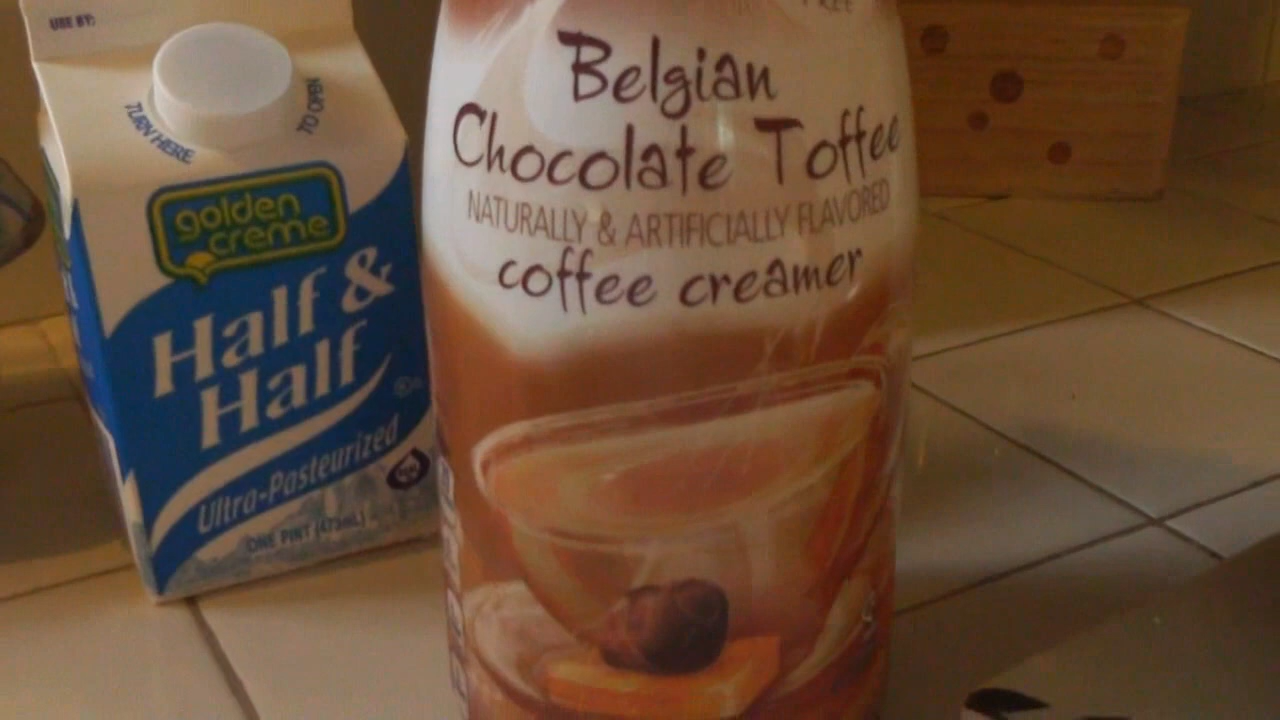 USE BY:
TURN HERE
TO OPEN
golden
creme
Half &
Half
Ultra-Pasteurized
ONE PINT (473mL)
FREE
Belgian
Chocolate Toffee
NATURALLY & ARTIFICIALLY FLAVORED
coffee creamer